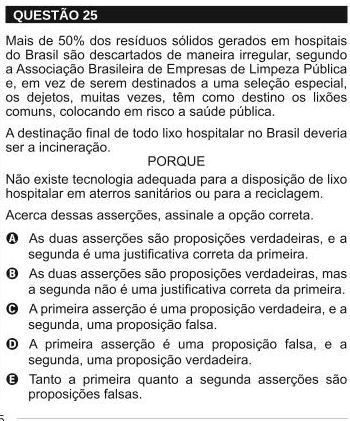 QUESTÃO 25
Mais de 50% dos resíduos sólidos gerados em hospitais
do Brasil são descartados de maneira irregular, segundo
a Associação Brasileira de Empresas de Limpeza Pública
e, em vez de serem destinados a uma seleção especial,
os dejetos, muitas vezes, têm como destino os lixões
comuns, colocando em risco a saúde pública.
A destinação final de todo lixo hospitalar no Brasil deveria
ser a incineração.
PORQUE
Não existe tecnologia adequada para a disposição de lixo
hospitalar em aterros sanitários ou para a reciclagem.
Acerca dessas asserções, assinale a opção correta.
A As duas asserções são proposições verdadeiras, e a
segunda é uma justificativa correta da primeira.
B As duas asserções são proposições verdadeiras, mas
a segunda não é uma justificativa correta da primeira.
C A primeira asserção é uma proposição verdadeira, e a
segunda, uma proposição falsa.
D A primeira asserção é uma proposição falsa, e a
segunda, uma proposição verdadeira.
E Tanto a primeira quanto a segunda asserções são
proposições falsas.